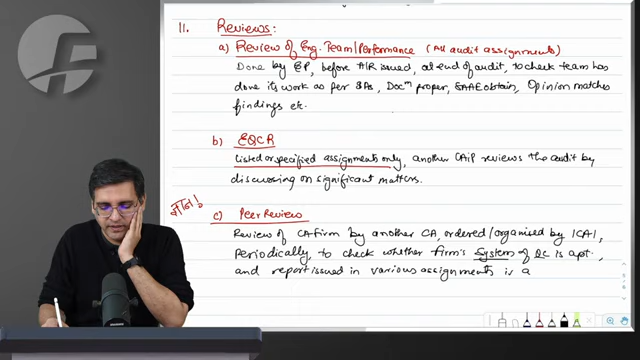 11. Reviews:
a) Review of Eng. Team/Performance (All audit assignments)
Done by EP, before A/R issued, at end of audit, to check team has
done its work as per SAs, Docm proper, SAAE obtain, Opinion matches
findings etc.
b) EQCR
Listed or specified assignments only, another CAiP reviews the audit by
discussing on significant matters.
c) Peer Review
Review of CA firm by another CA, ordered/organised by ICAI,
Periodically, to check whether firm's System of QC is apt.
and report issued in various assignments is a